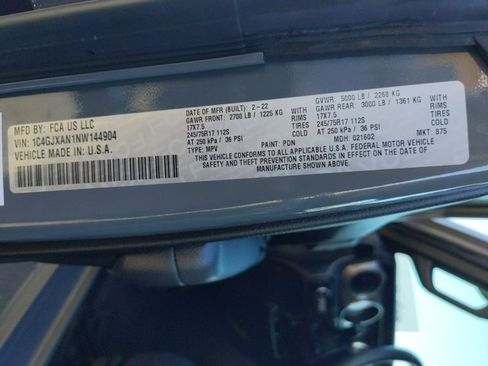 MFD BY: FCA US LLC
VIN: 1C4GJXAN1NW144904
VEHICLE MADE IN U.S.A.
DATE OF MFR (BUILT): 2-22
GAWR FRONT: 2700 LB / 1225 KG WITH
17X7.5 RIMS
245/75R17 112S TIRES
AT 250 kPa / 36 PSI COLD
TYPE: MPV
GVWR: 5000 LB / 2268 KG
GAWR REAR: 3000 LB / 1361 KG WITH
17X7.5 RIMS
245/75R17 112S TIRES
AT 250 kPa / 36 PSI COLD
PAINT: PDN MDH: 021602 MKT: 875
THIS VEHICLE CONFORMS TO ALL APPLICABLE U.S.A. FEDERAL MOTOR VEHICLE
SAFETY AND THEFT PREVENTION STANDARDS IN EFFECT ON THE DATE OF
MANUFACTURE SHOWN ABOVE.